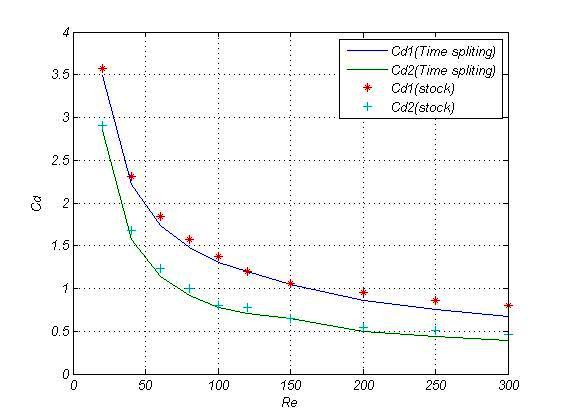 4
3.5
3
2.5
2
1.5
1
0.5
0
0 50 100 150 200 250 300
Cd
Re
Cd1(Time spliting)
Cd2(Time spliting)
Cd1(stock)
Cd2(stock)